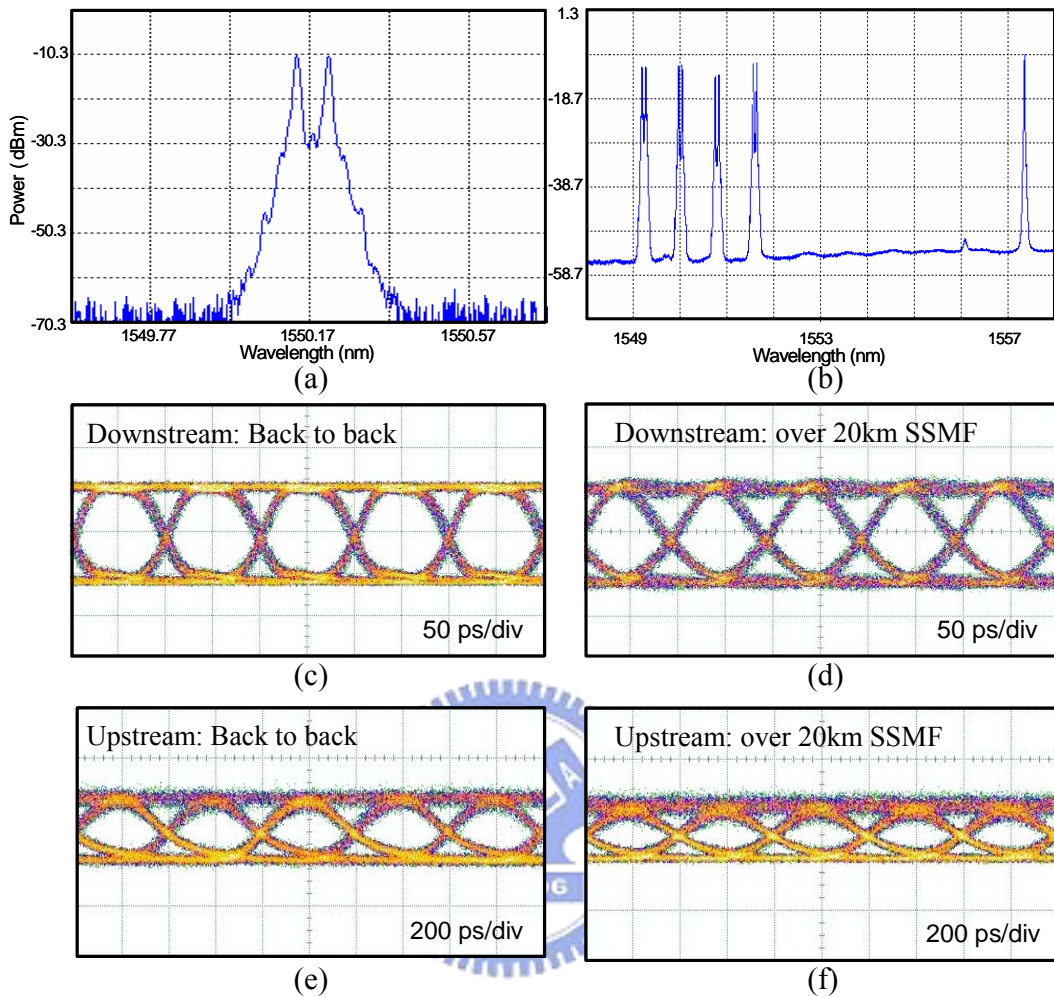 -10.3
-30.3
-50.3
-70.3
Power (dBm)
1549.77
1550.17
1550.57
Wavelength (nm)
(a)
1.3
-18.7
-38.7
-58.7
1549
1553
1557
Wavelength (nm)
(b)
Downstream: Back to back
50 ps/div
(c)
Downstream: over 20km SSMF
50 ps/div
(d)
Upstream: Back to back
200 ps/div
(e)
Upstream: over 20km SSMF
200 ps/div
(f)